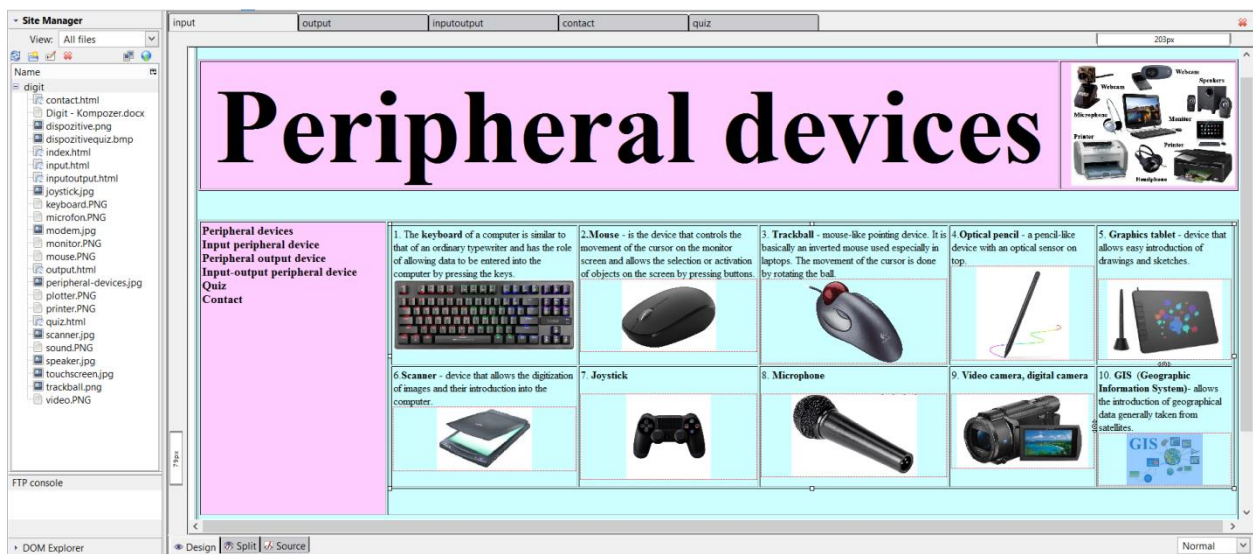 Site Manager
View: All files
Name
digit
contact.html
Digit - Kompozer.docx
dispozitive.png
dispozitivequiz.bmp
index.html
input.html
inputoutput.html
joystick.jpg
keyboard.PNG
microfon.PNG
modem.jpg
monitor.PNG
mouse.PNG
output.html
peripheral-devices.jpg
plotter.PNG
printer.PNG
quiz.html
scanner.jpg
sound.PNG
speaker.jpg
touchscreen.jpg
trackball.png
video.PNG
FTP console
DOM Explorer
input
output
inputoutput
contact
quiz
203px
79px
Peripheral devices
Webcam
Webcam
Speakers
Microphone
Monitor
Printer
Printer
Headphone
Peripheral devices
Input peripheral device
Peripheral output device
Input-output peripheral device
Quiz
Contact
1. The keyboard of a computer is similar to
that of an ordinary typewriter and has the role
of allowing data to be entered into the
computer by pressing the keys.
2.Mouse - is the device that controls the
movement of the cursor on the monitor
screen and allows the selection or activation
of objects on the screen by pressing buttons.
3. Trackball - mouse-like pointing device. It is
basically an inverted mouse used especially in
laptops. The movement of the cursor is done
by rotating the ball.
4.Optical pencil - a pencil-like
device with an optical sensor on
top.
5. Graphics tablet - device that
allows easy introduction of
drawings and sketches.
6.Scanner - device that allows the digitization
of images and their introduction into the
computer.
7. Joystick
8. Microphone
9. Video camera, digital camera
10. GIS (Geographic
Information System)- allows
the introduction of geographical
data generally taken from
satellites.
GIS
Design
Split
Source
Normal